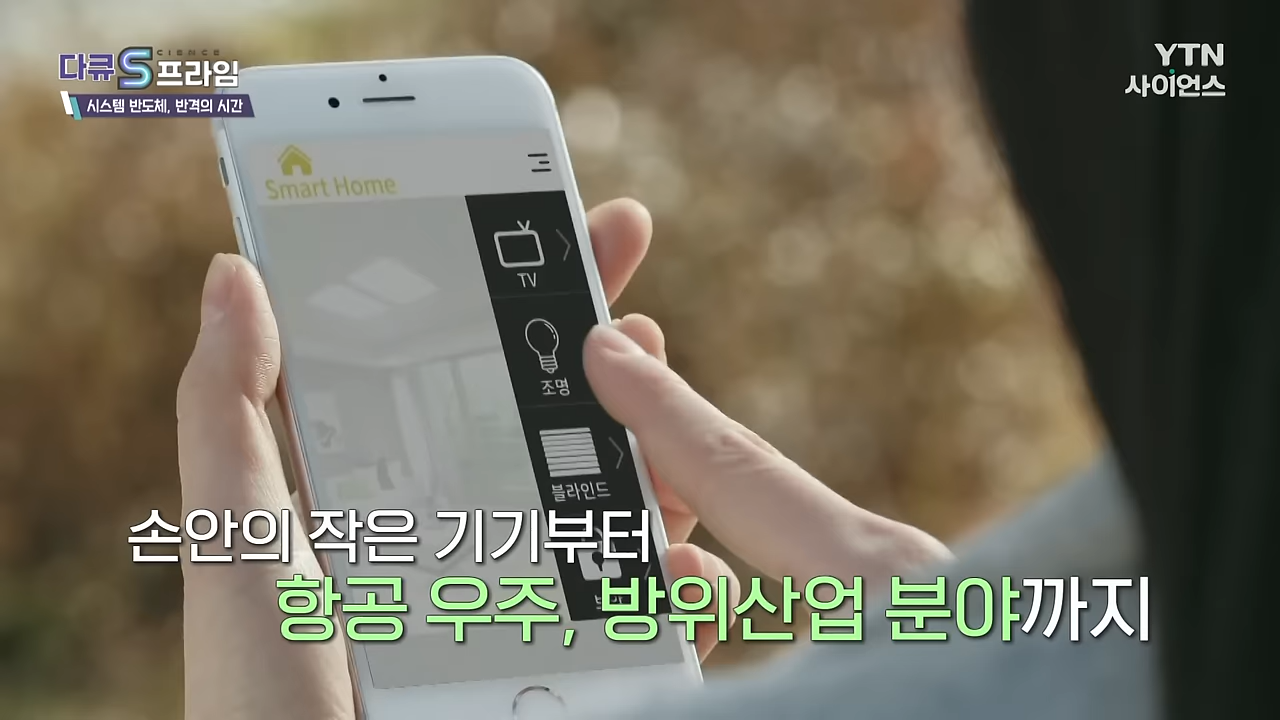 다큐 S 프라임
CIENCE
시스템 반도체, 반격의 시간
YTN
사이언스
Smart Home
TV
조명
블라인드
손안의 작은 기기부터
항공 우주, 방위산업 분야까지